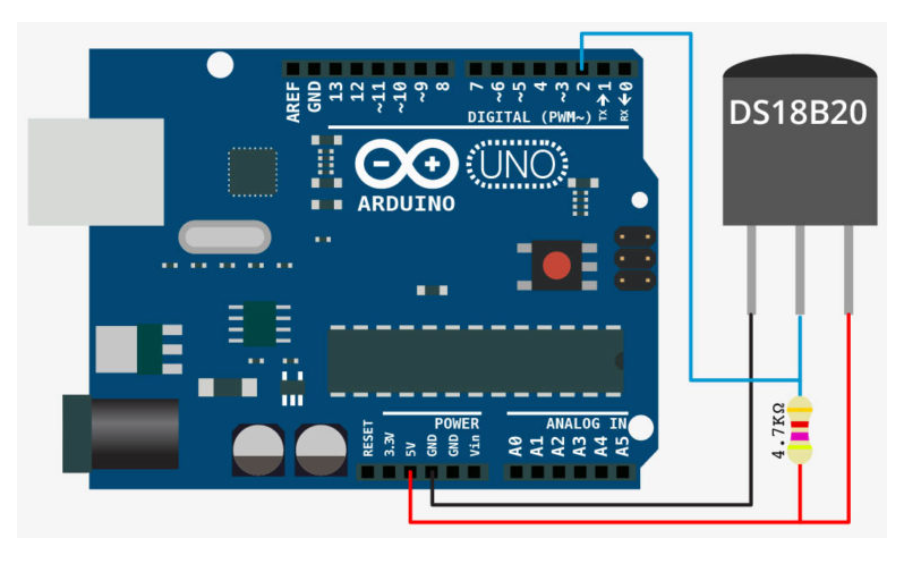 AREF
GND
13
12
~11
~10
~9
8
7
~6
~5
4
~3
2
TX→1
RX←0
DIGITAL (PWM~)
UNO
ARDUINO
DS18B20
4.7KΩ
POWER
ANALOG IN
RESET
3.3V
5V
GND
GND
Vin
A0
A1
A2
A3
A4
A5